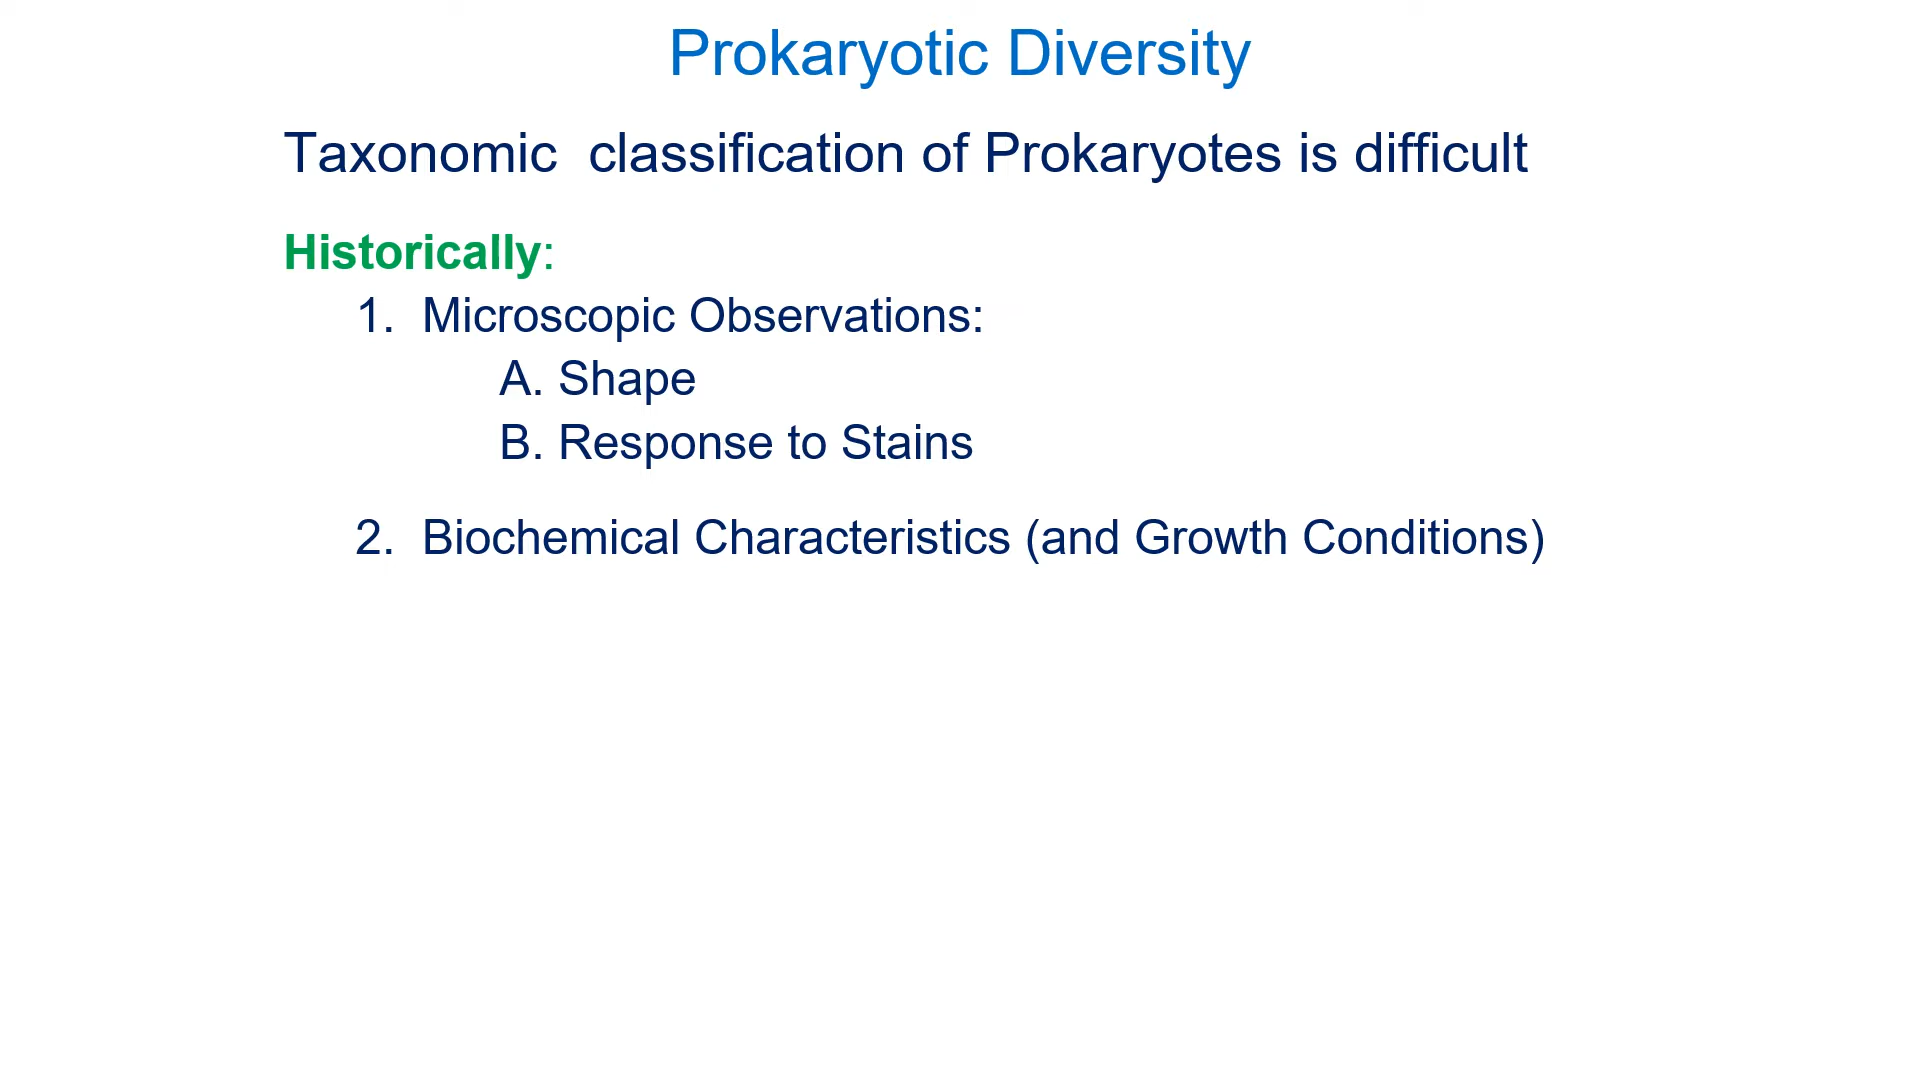 Prokaryotic Diversity
Taxonomic  classification of Prokaryotes is difficult
Historically:
1.  Microscopic Observations:
A. Shape
B. Response to Stains
2.  Biochemical Characteristics (and Growth Conditions)